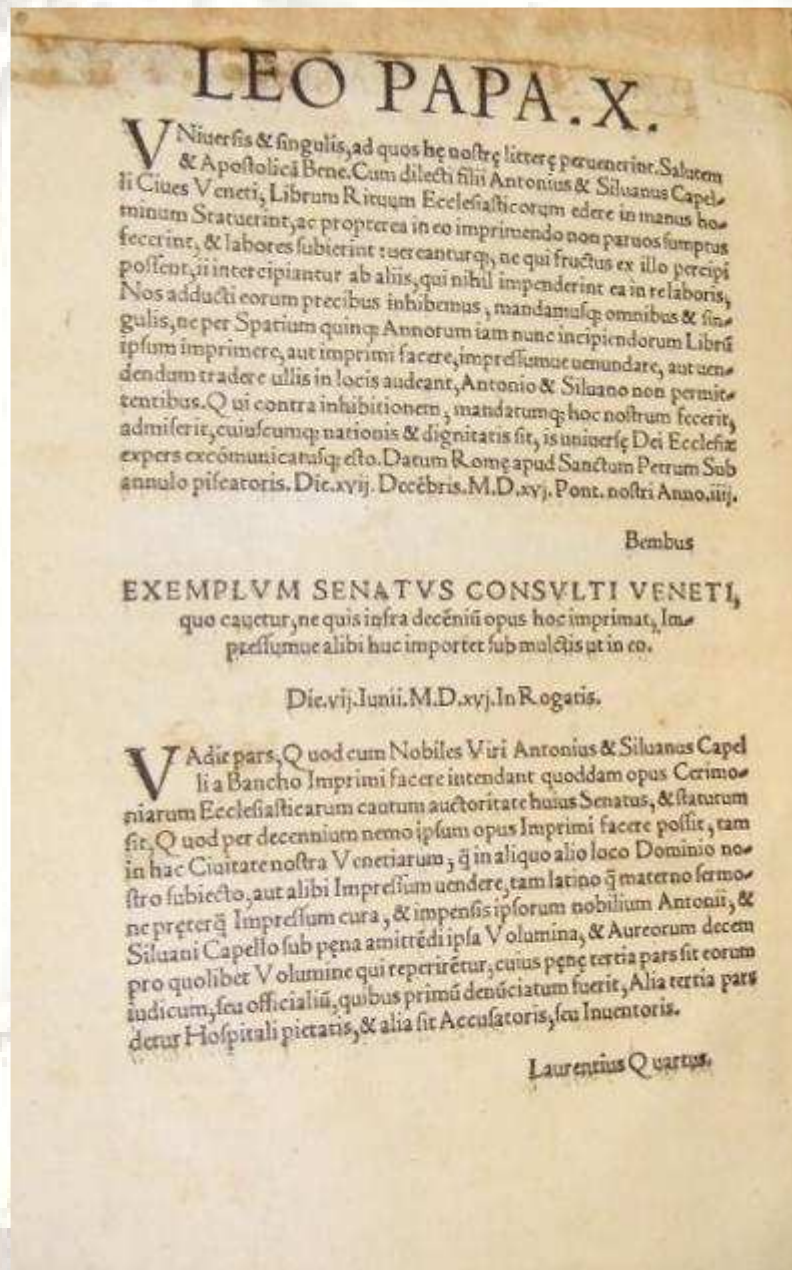 LEO PAPA.X.
VNiuersis & singulis,ad quos hę nostrę litterę peruenerint.Salutem
& Apostolicā Bene.Cum dilecti filii Antonius & Siluanus Capel-
li Ciues Veneti, Librum Rituum Ecclesiasticorum edere in manus ho-
minum Statuerint,ac propterea in eo imprimendo non paruos sumptus
fecerint, & labores subierint :uereanturq;, ne qui fructus ex illo percipi
possent,ii intercipiantur ab aliis,qui nihil impenderint ea in re laboris,
Nos adducti eorum precibus inhibemus, mandamusq; omnibus & sin-
gulis,ne per Spatium quinq; Annorum iam nunc incipiendorum Librū
ipsum imprimere, aut imprimi facere,impressumue uenundare, aut uen-
dendum tradere ullis in locis audeant,Antonio & Siluano non permit-
tentibus.Qui contra inhibitionem, mandatumq; hoc nostrum fecerit,
admiserit,cuiuscumq; nationis & dignitatis sit, is uniuersę Dei Ecclesiæ
expers excōmunicatusq; esto.Datum Romę apud Sanctum Petrum Sub
annulo piscatoris.Die.xvij.Decēbris.M.D.xvj.Pont.nostri Anno.iiij.
Bembus
EXEMPLVM SENATVS CONSVLTI VENETI,
quo cauetur,ne quis infra decēniū opus hoc imprimat, Im-
pressumue alibi huc importet sub mulctis ut in eo.
Die.vij.Iunii.M.D.xvj.In Rogatis.
VAdit pars,Quod cum Nobiles Viri Antonius & Siluanus Capel
li a Bancho Imprimi facere intendant quoddam opus Cerimo-
niarum Ecclesiasticarum cautum auctoritate huius Senatus, & statutum
sit,Quod per decennium nemo ipsum opus Imprimi facere possit, tam
in hac Ciuitate nostra Venetiarum, q̄ in aliquo alio loco Dominio no-
stro subiecto,aut alibi Impressum uendere,tam latino q̄ materno sermo-
ne pręterq̄ Impressum cura, & impensis ipsorum nobilium Antonii, &
Siluani Capello sub pęna amittēdi ipsa Volumina, & Aureorum decem
pro quolibet Volumine qui reperirētur,cuius pęnę tertia pars sit eorum
iudicum,seu officialiū,quibus primū denūciatum fuerit,Alia tertia pars
detur Hospitali pietatis,& alia sit Accusatoris,seu Inuentoris.
Laurentius Quartus.